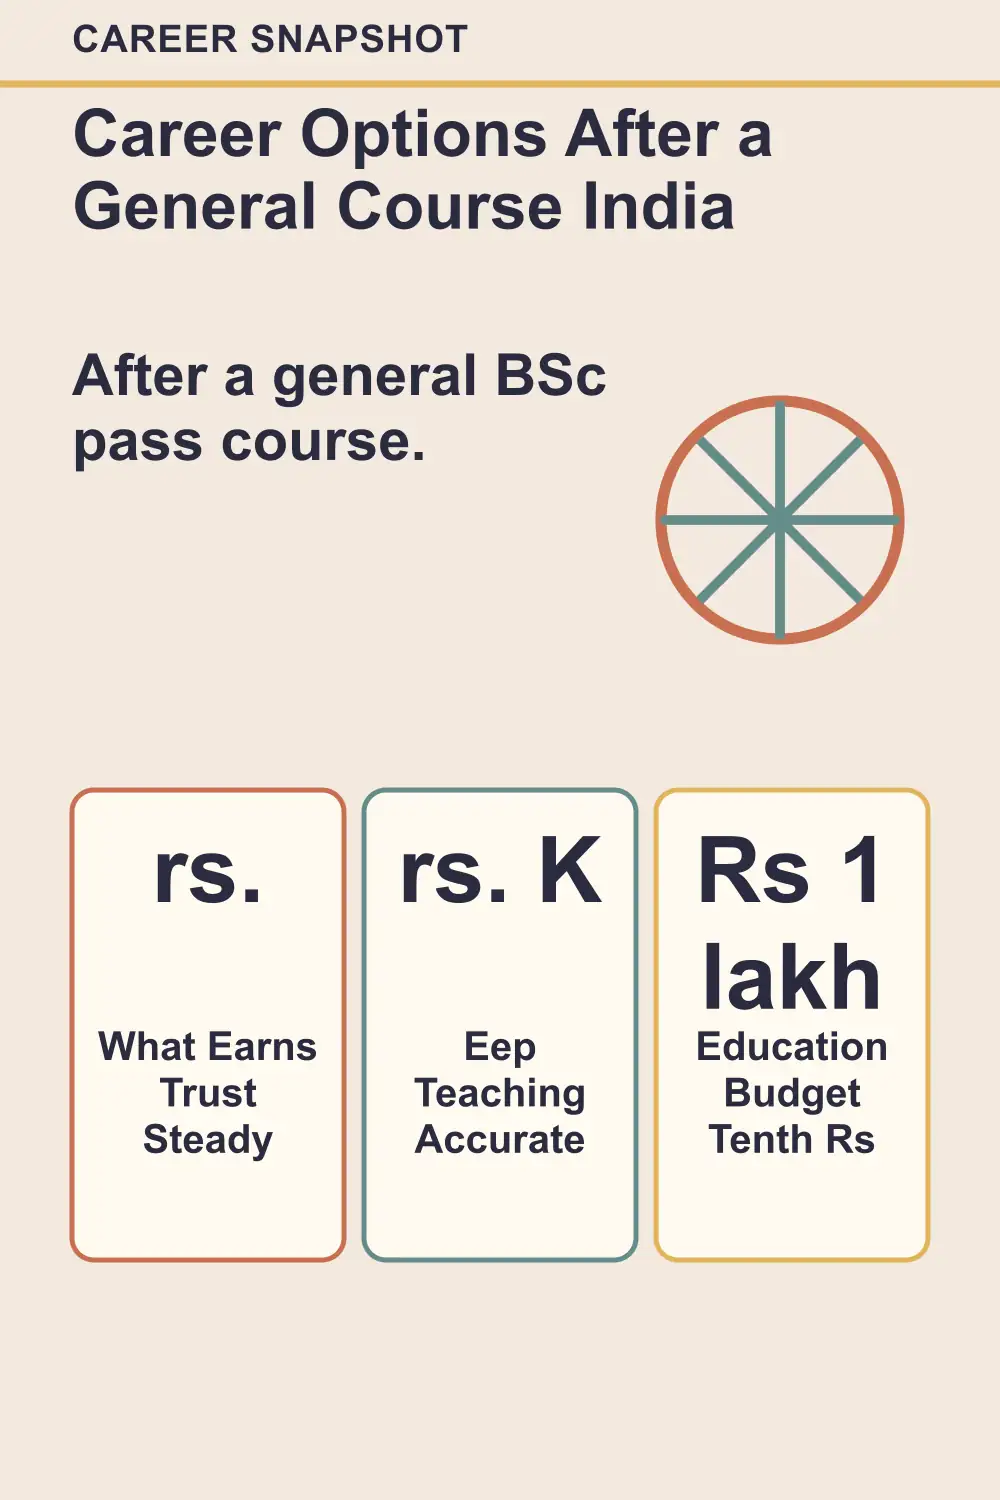 CAREER SNAPSHOT
Career Options After a
General Course India
After a general BSc
pass course.
rs.
What Earns
Trust
Steady
rs. K
Eep
Teaching
Accurate
Rs 1
lakh
Education
Budget
Tenth Rs